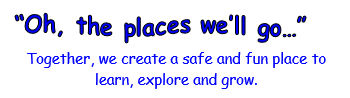 “Oh, the places we’ll go...”
Together, we create a safe and fun place to
learn, explore and grow.